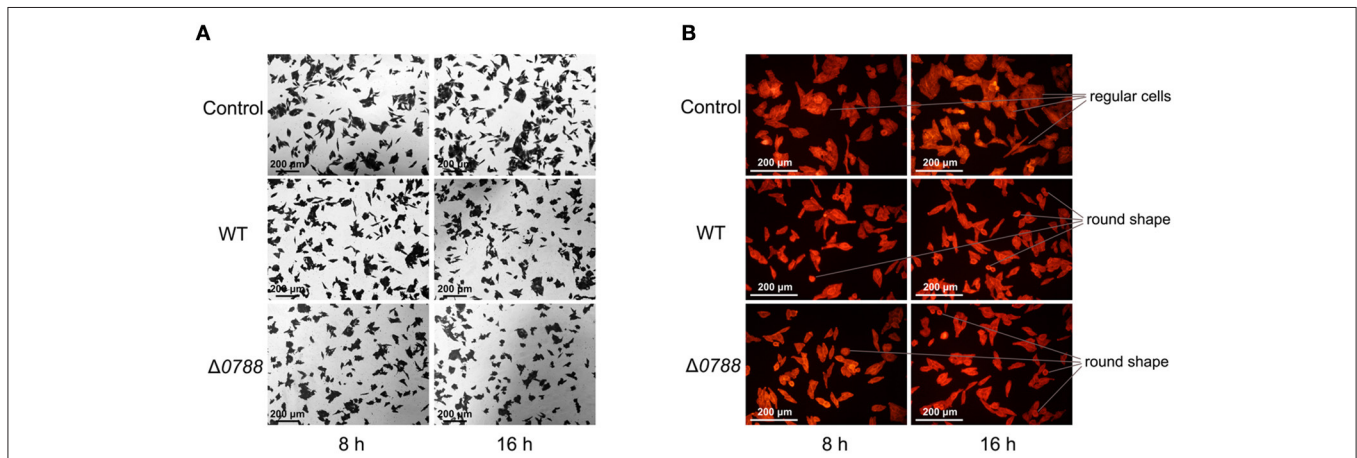 A
B
Control
200 µm
200 µm
WT
200 µm
200 µm
Δ0788
200 µm
200 µm
8 h
16 h
Control
200 µm
200 µm
regular cells
WT
200 µm
200 µm
round shape
Δ0788
200 µm
200 µm
round shape
8 h
16 h